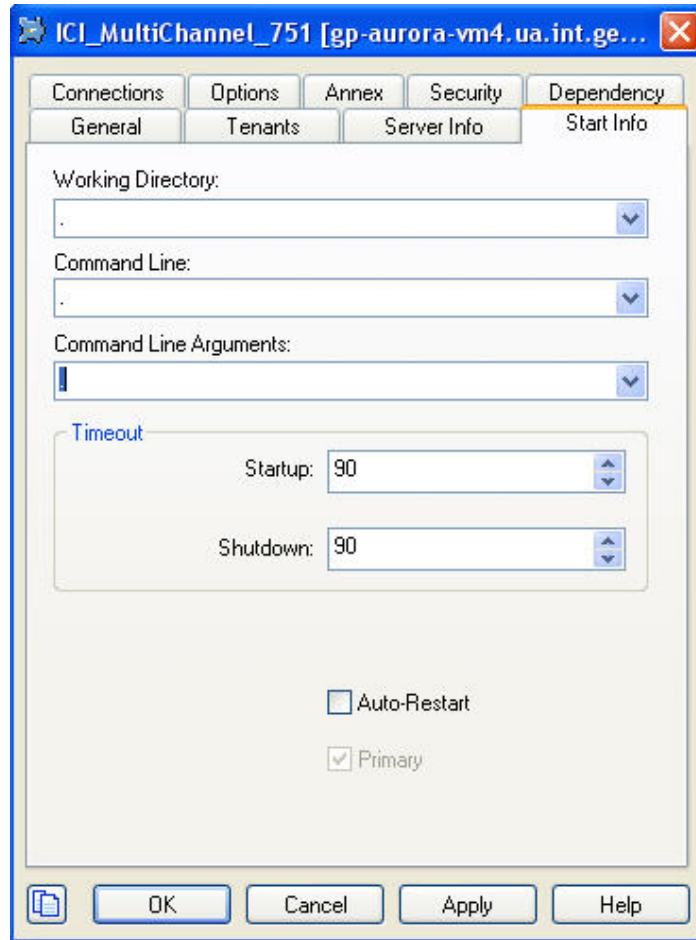 ICI_MultiChannel_751 [gp-aurora-vm4.ua.int.ge...
Connections Options Annex Security Dependency
General Tenants Server Info Start Info
Working Directory:
.
Command Line:
.
Command Line Arguments:
.
Timeout
Startup: 90
Shutdown: 90
Auto-Restart
Primary
OK Cancel Apply Help